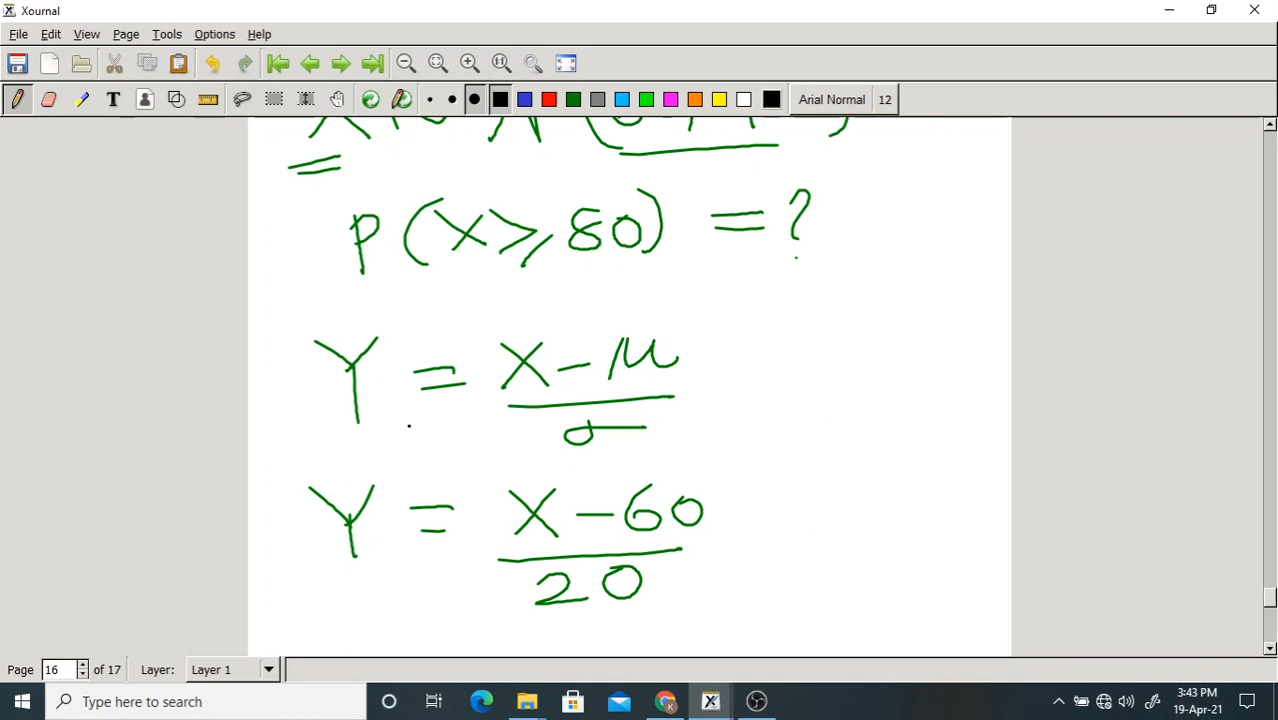 Xournal
File Edit View Page Tools Options Help
Arial Normal 12
P(X≥80) = ?
Y = X-μ
σ
Y = X-60
20
Page 16 of 17 Layer: Layer 1
Type here to search
3:43 PM
19-Apr-21